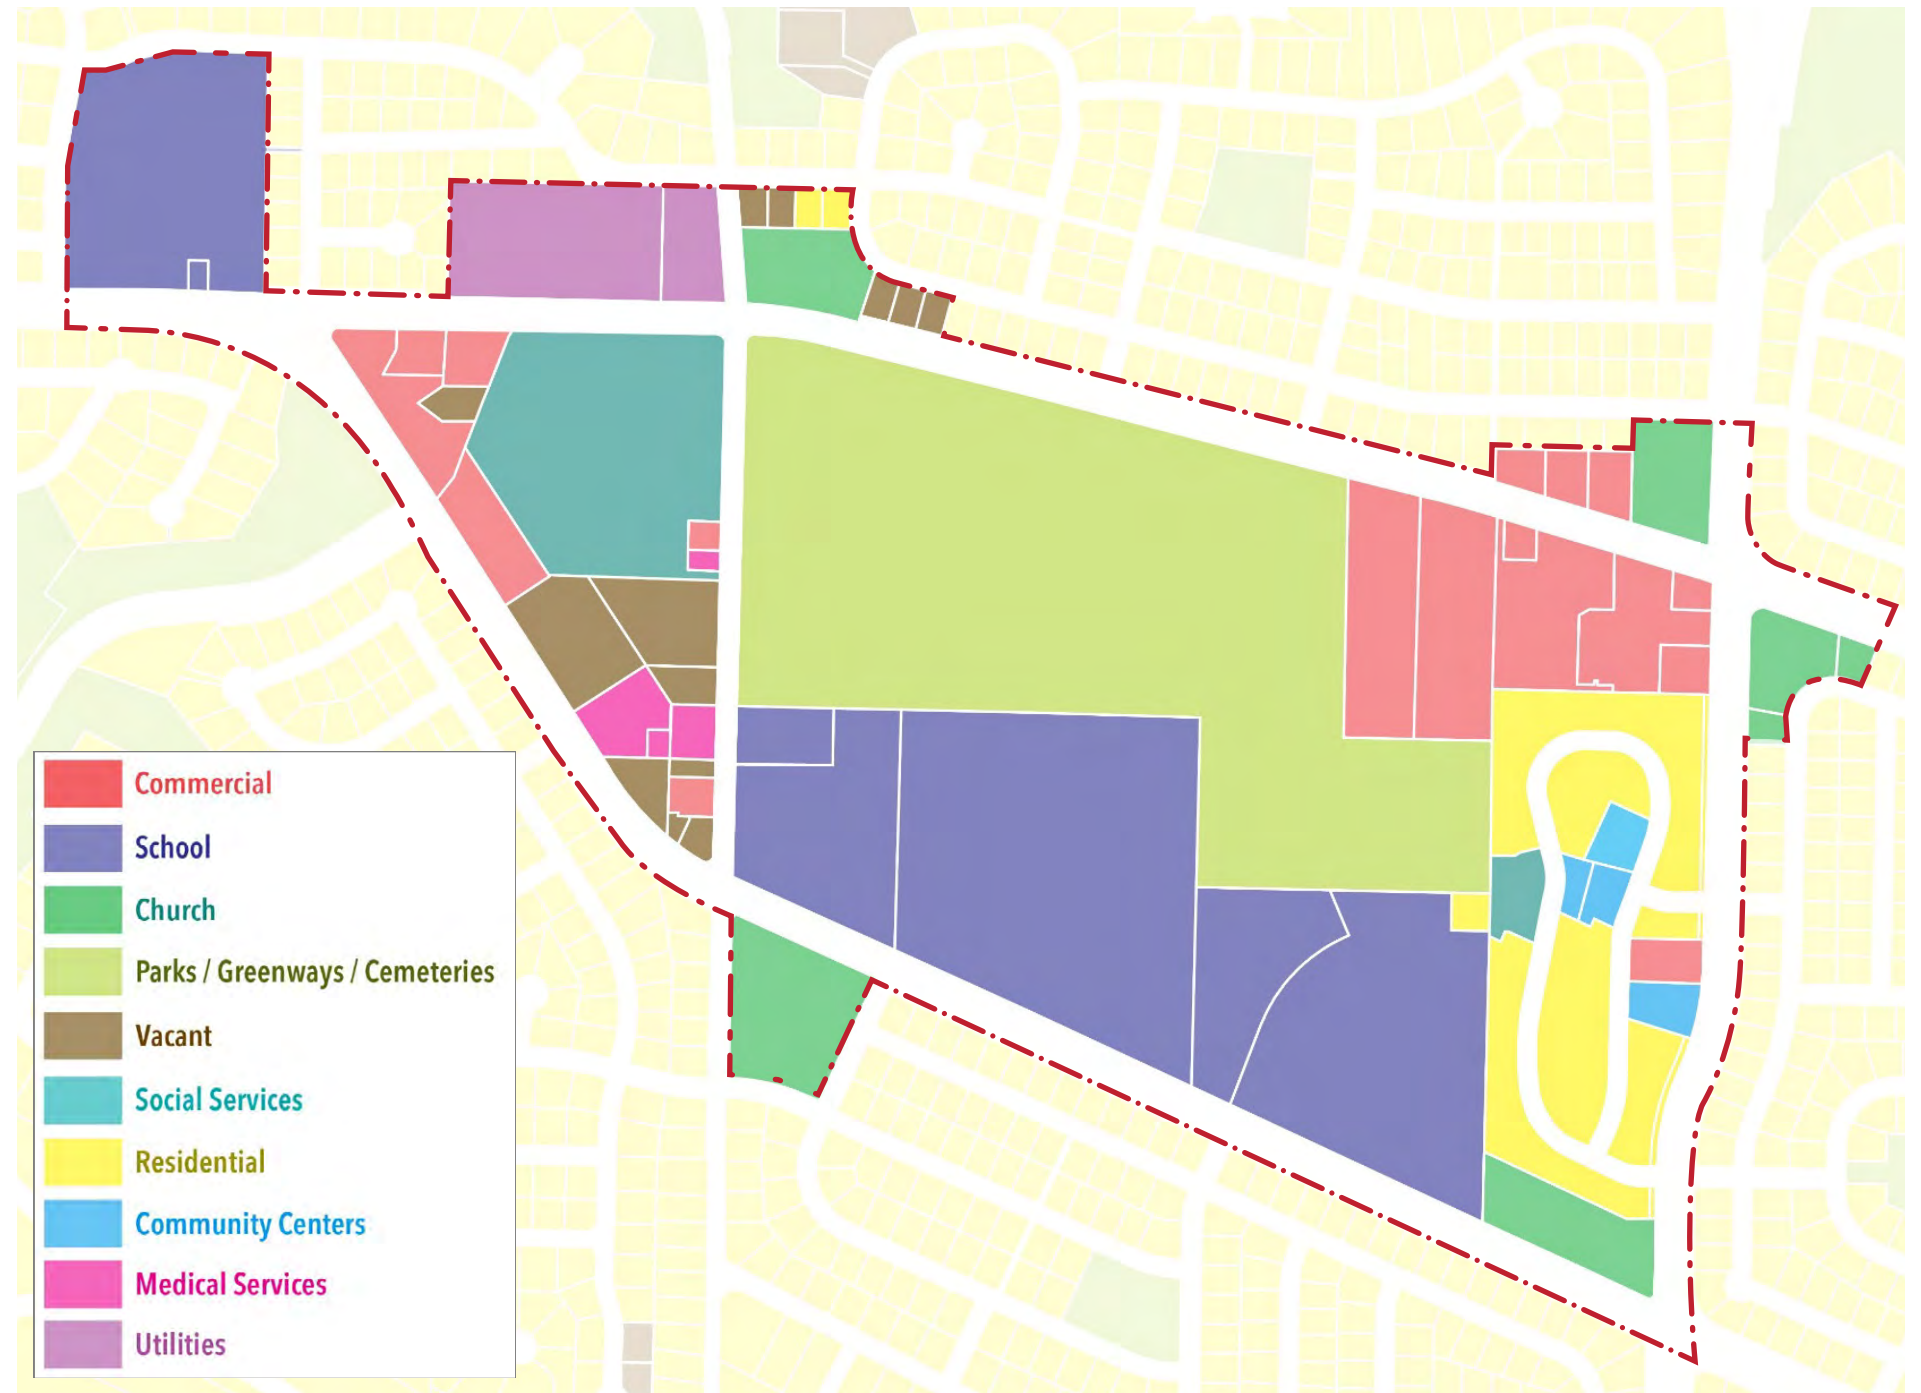 Commercial
School
Church
Parks / Greenways / Cemeteries
Vacant
Social Services
Residential
Community Centers
Medical Services
Utilities